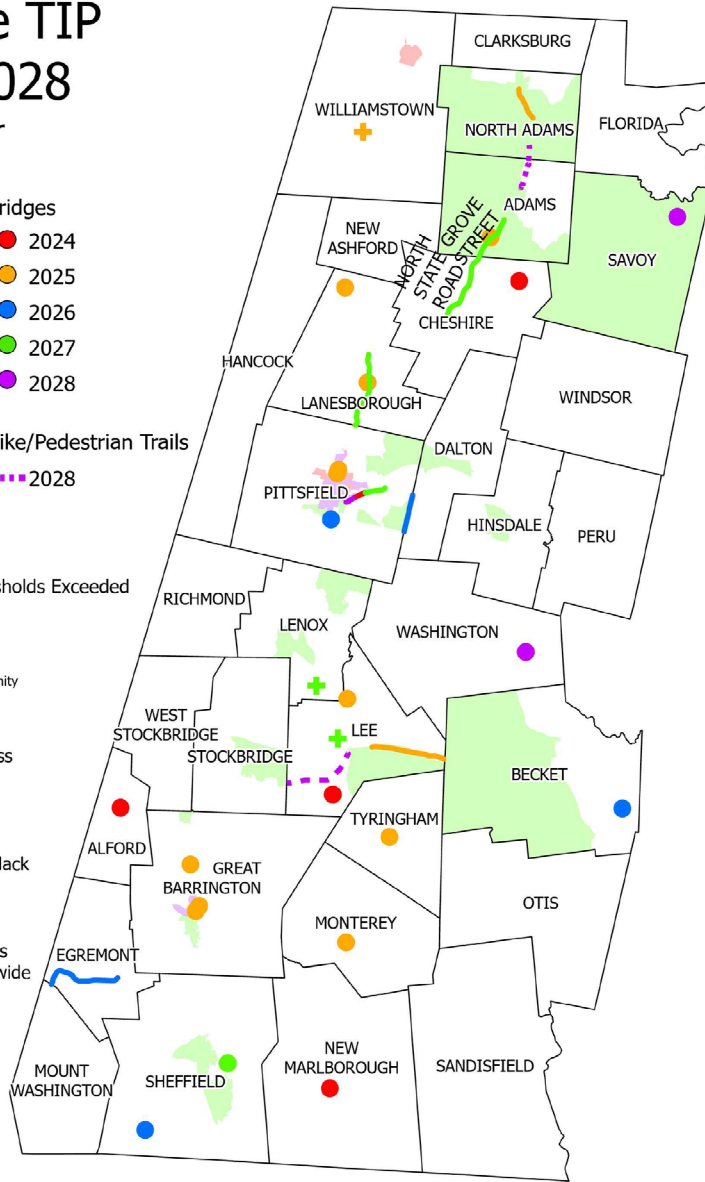 e TIP
028
ridges
2024
2025
2026
2027
2028
ike/Pedestrian Trails
2028
sholds Exceeded
nity
ss
lack
s
wide
CLARKSBURG
WILLIAMSTOWN
NORTH ADAMS
FLORIDA
ADAMS
NEW
ASHFORD
NORTH
STATE GROVE
ROAD STREET
SAVOY
CHESHIRE
HANCOCK
LANESBOROUGH
WINDSOR
DALTON
PITTSFIELD
HINSDALE
PERU
RICHMOND
LENOX
WASHINGTON
WEST
STOCKBRIDGE
STOCKBRIDGE
LEE
BECKET
TYRINGHAM
ALFORD
GREAT
BARRINGTON
OTIS
MONTEREY
EGREMONT
MOUNT
WASHINGTON
SHEFFIELD
NEW
MARLBOROUGH
SANDISFIELD